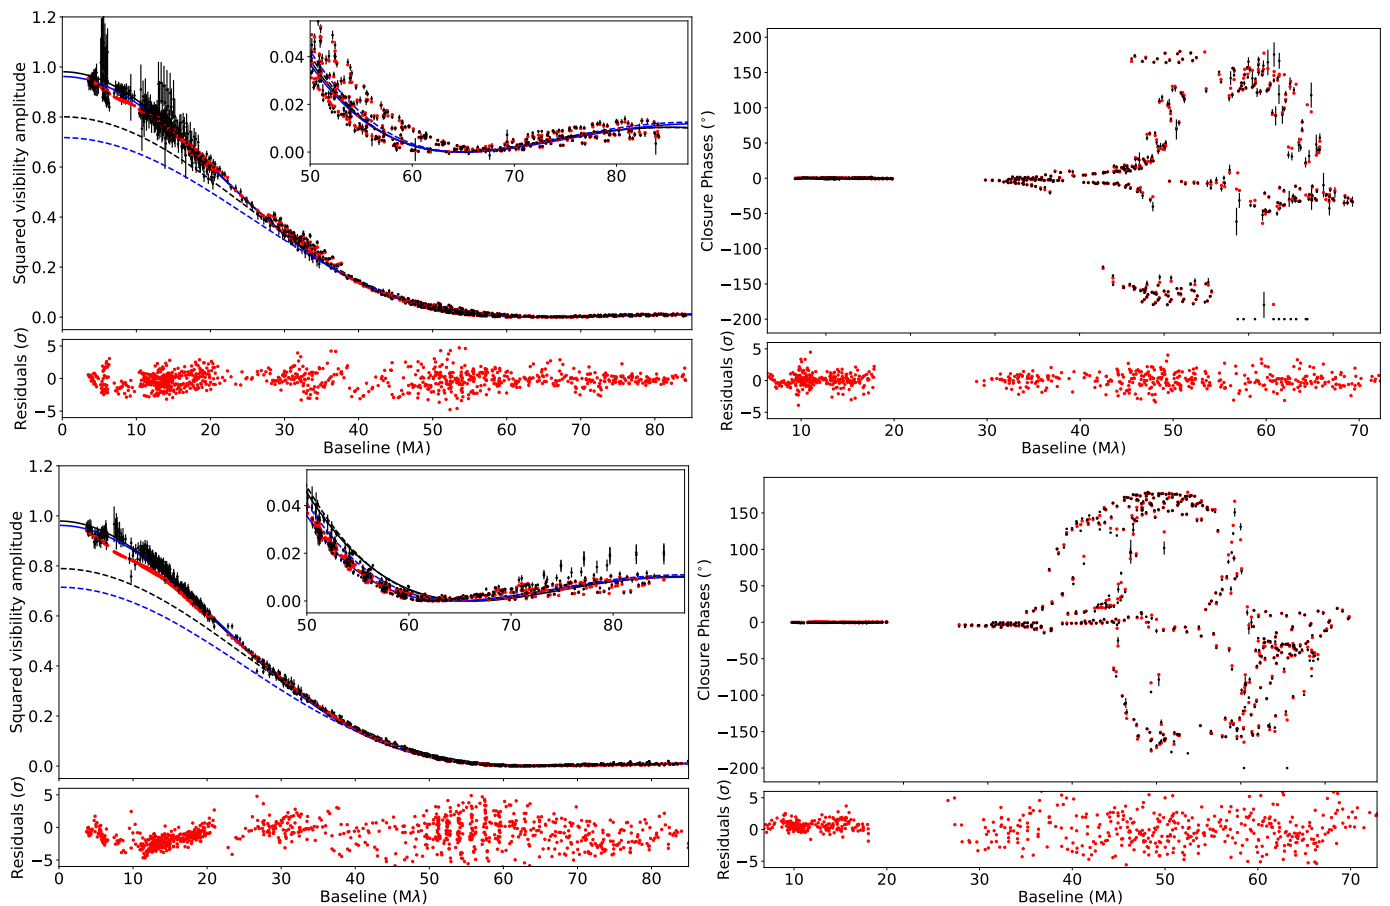 1.2
1.0
0.8
0.6
0.4
0.2
0.0
Squared visibility amplitude
0.04
0.02
0.00
50 60 70 80
5
0
−5
Residuals (σ)
0 10 20 30 40 50 60 70 80
Baseline (Mλ)
200
150
100
50
0
−50
−100
−150
−200
Closure Phases (°)
5
0
−5
Residuals (σ)
10 20 30 40 50 60 70
Baseline (Mλ)
1.2
1.0
0.8
0.6
0.4
0.2
0.0
Squared visibility amplitude
0.04
0.02
0.00
50 60 70 80
5
0
−5
Residuals (σ)
0 10 20 30 40 50 60 70 80
Baseline (Mλ)
150
100
50
0
−50
−100
−150
−200
Closure Phases (°)
5
0
−5
Residuals (σ)
10 20 30 40 50 60 70
Baseline (Mλ)